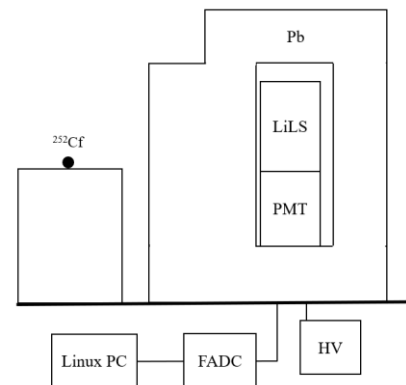 Pb
²⁵²Cf
LiLS
PMT
Linux PC
FADC
HV